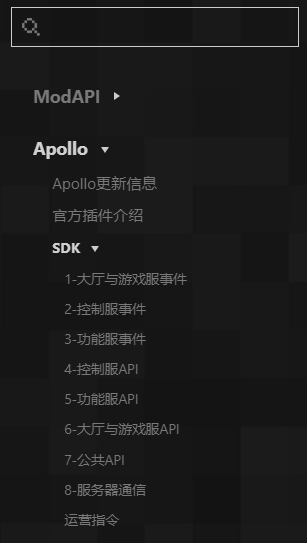 ModAPI
Apollo
Apollo更新信息
官方插件介绍
SDK
1-大厅与游戏服事件
2-控制服事件
3-功能服事件
4-控制服API
5-功能服API
6-大厅与游戏服API
7-公共API
8-服务器通信
运营指令